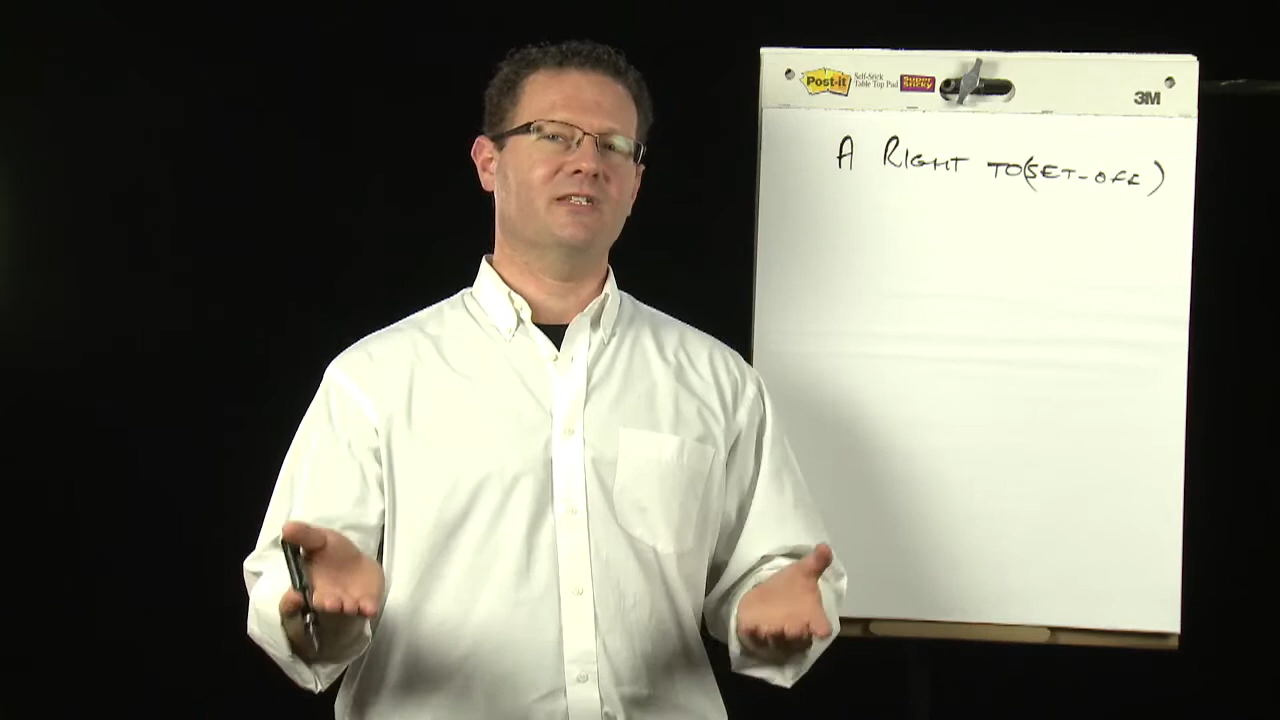 Post-it
Self-Stick
Table Top Pad
Super
Sticky
3M
A RIGHT TO (SET-OFF)